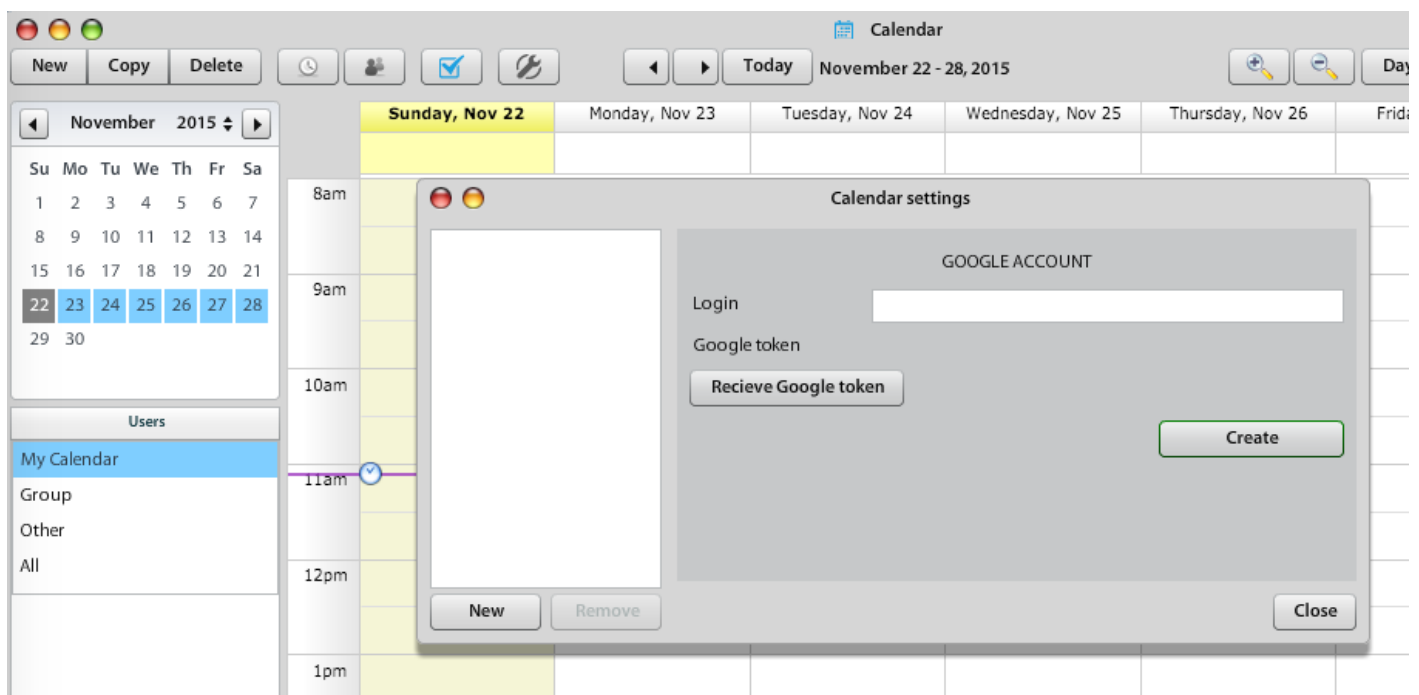 Calendar
New Copy Delete Today November 22 - 28, 2015 Day
November 2015
Su Mo Tu We Th Fr Sa
1 2 3 4 5 6 7
8 9 10 11 12 13 14
15 16 17 18 19 20 21
22 23 24 25 26 27 28
29 30
Users
My Calendar
Group
Other
All
Sunday, Nov 22 Monday, Nov 23 Tuesday, Nov 24 Wednesday, Nov 25 Thursday, Nov 26 Frida
8am
9am
10am
11am
12pm
1pm
Calendar settings
GOOGLE ACCOUNT
Login
Google token
Recieve Google token
Create
New Remove Close